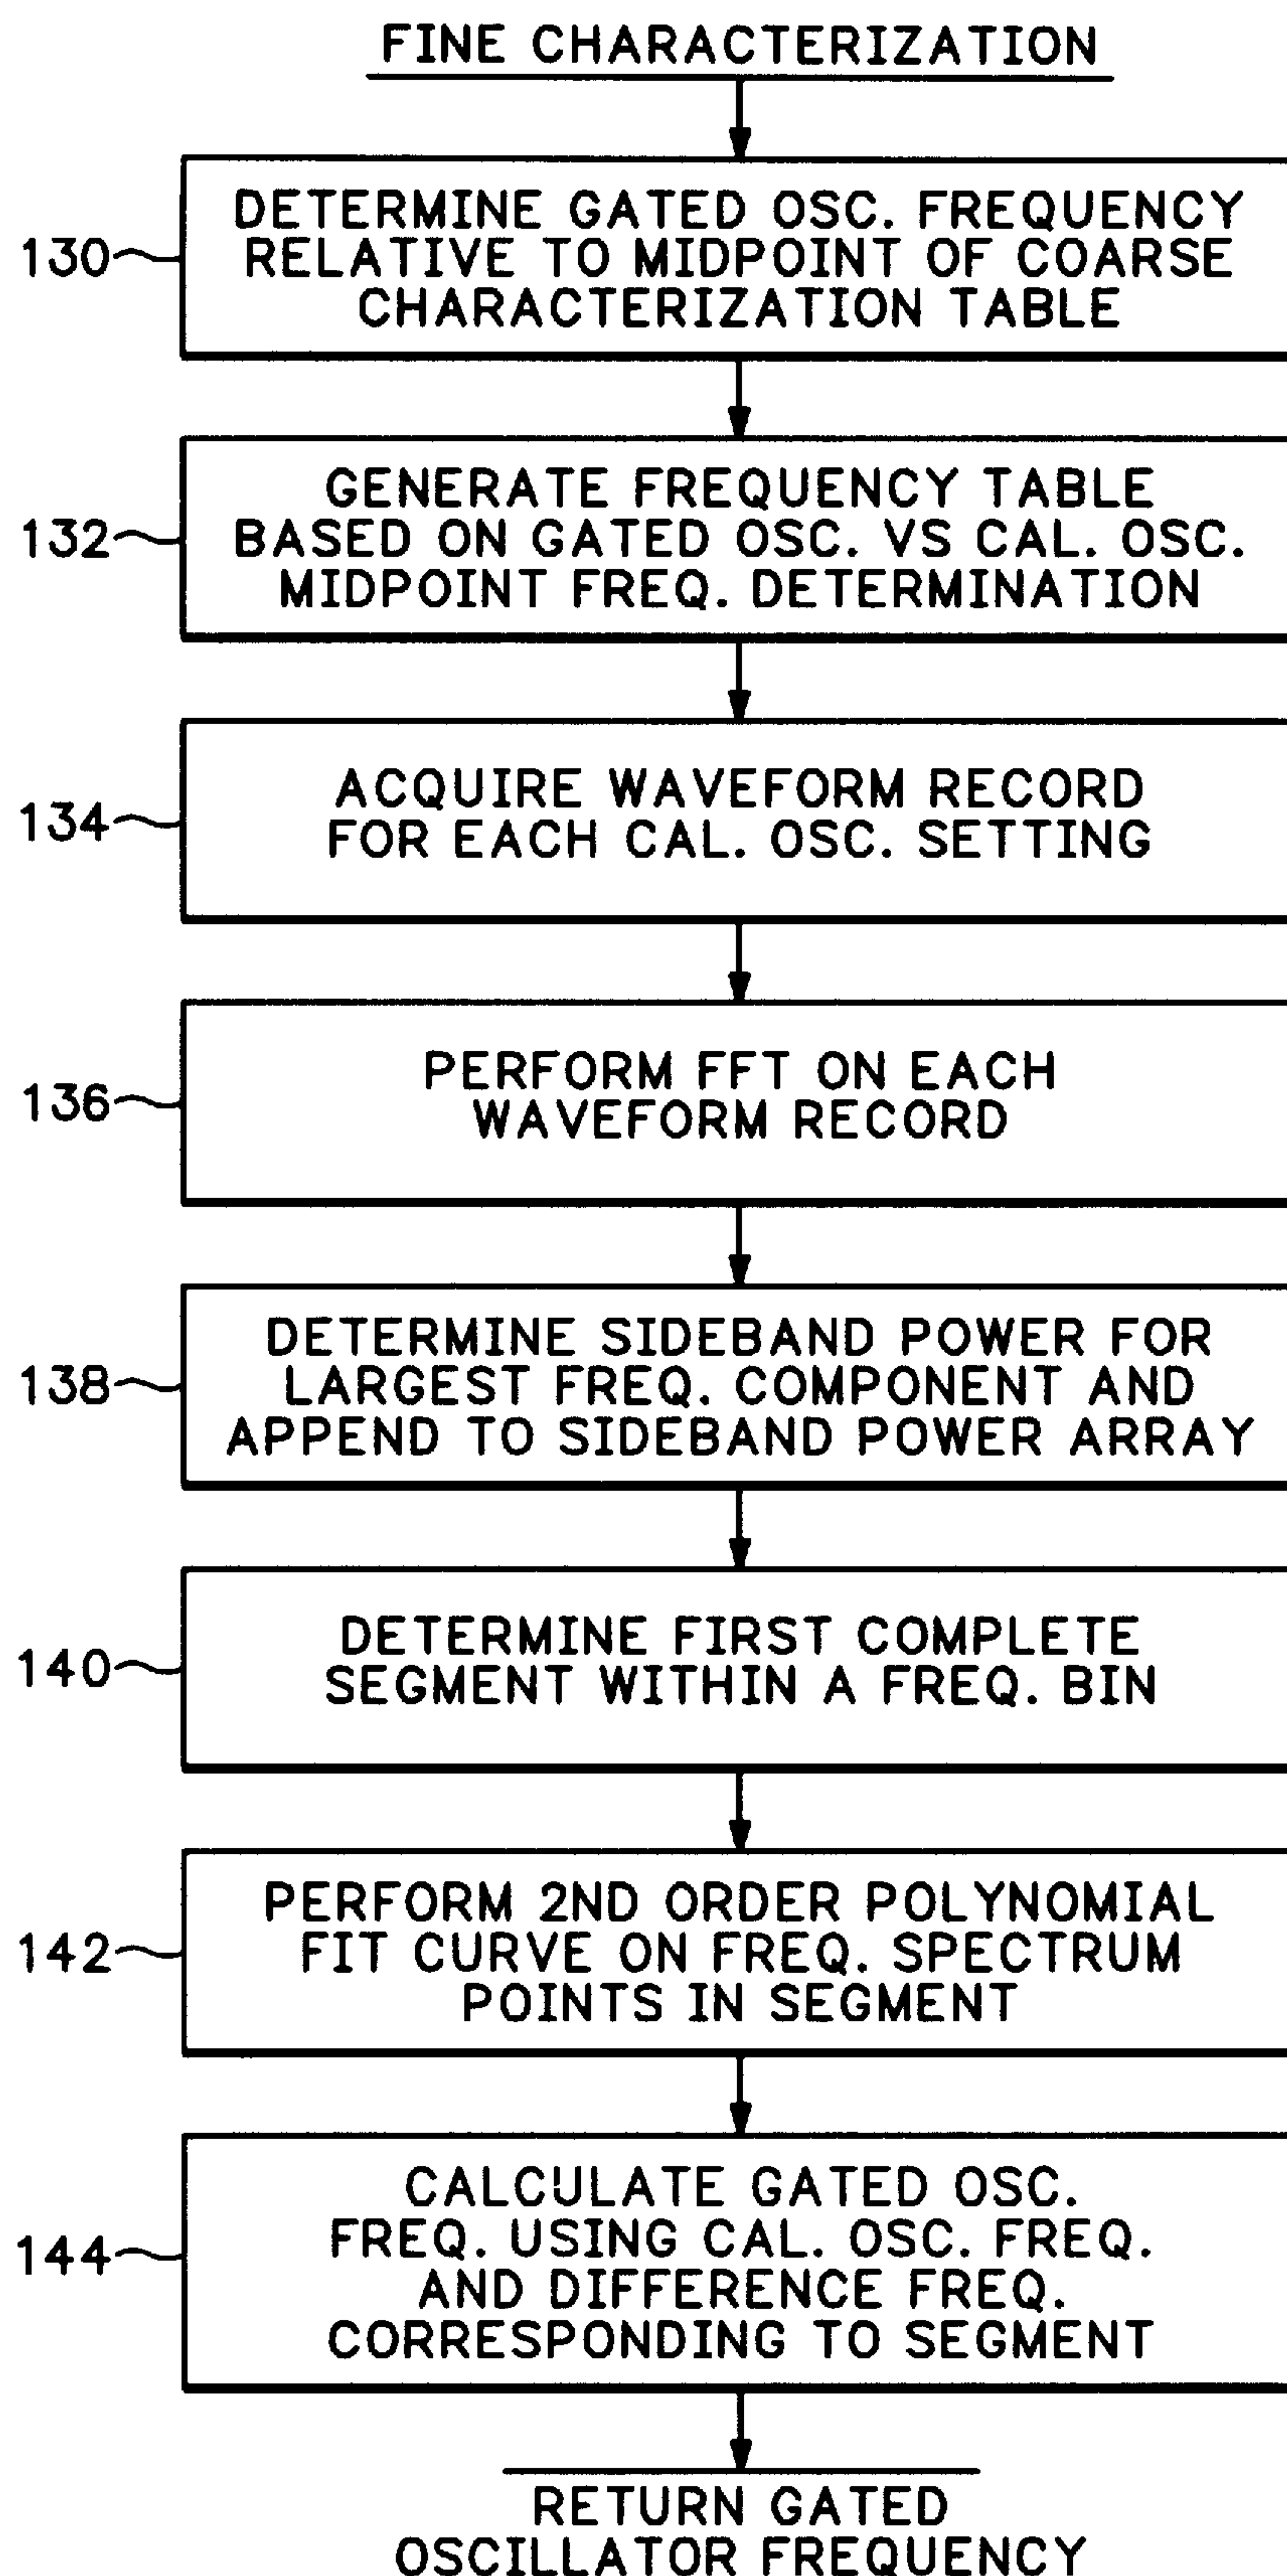 FINE CHARACTERIZATION
130
DETERMINE GATED OSC. FREQUENCY
RELATIVE TO MIDPOINT OF COARSE
CHARACTERIZATION TABLE
132
GENERATE FREQUENCY TABLE
BASED ON GATED OSC. VS CAL. OSC.
MIDPOINT FREQ. DETERMINATION
134
ACQUIRE WAVEFORM RECORD
FOR EACH CAL. OSC. SETTING
136
PERFORM FFT ON EACH
WAVEFORM RECORD
138
DETERMINE SIDEBAND POWER FOR
LARGEST FREQ. COMPONENT AND
APPEND TO SIDEBAND POWER ARRAY
140
DETERMINE FIRST COMPLETE
SEGMENT WITHIN A FREQ. BIN
142
PERFORM 2ND ORDER POLYNOMIAL
FIT CURVE ON FREQ. SPECTRUM
POINTS IN SEGMENT
144
CALCULATE GATED OSC.
FREQ. USING CAL. OSC. FREQ.
AND DIFFERENCE FREQ.
CORRESPONDING TO SEGMENT
RETURN GATED
OSCILLATOR FREQUENCY